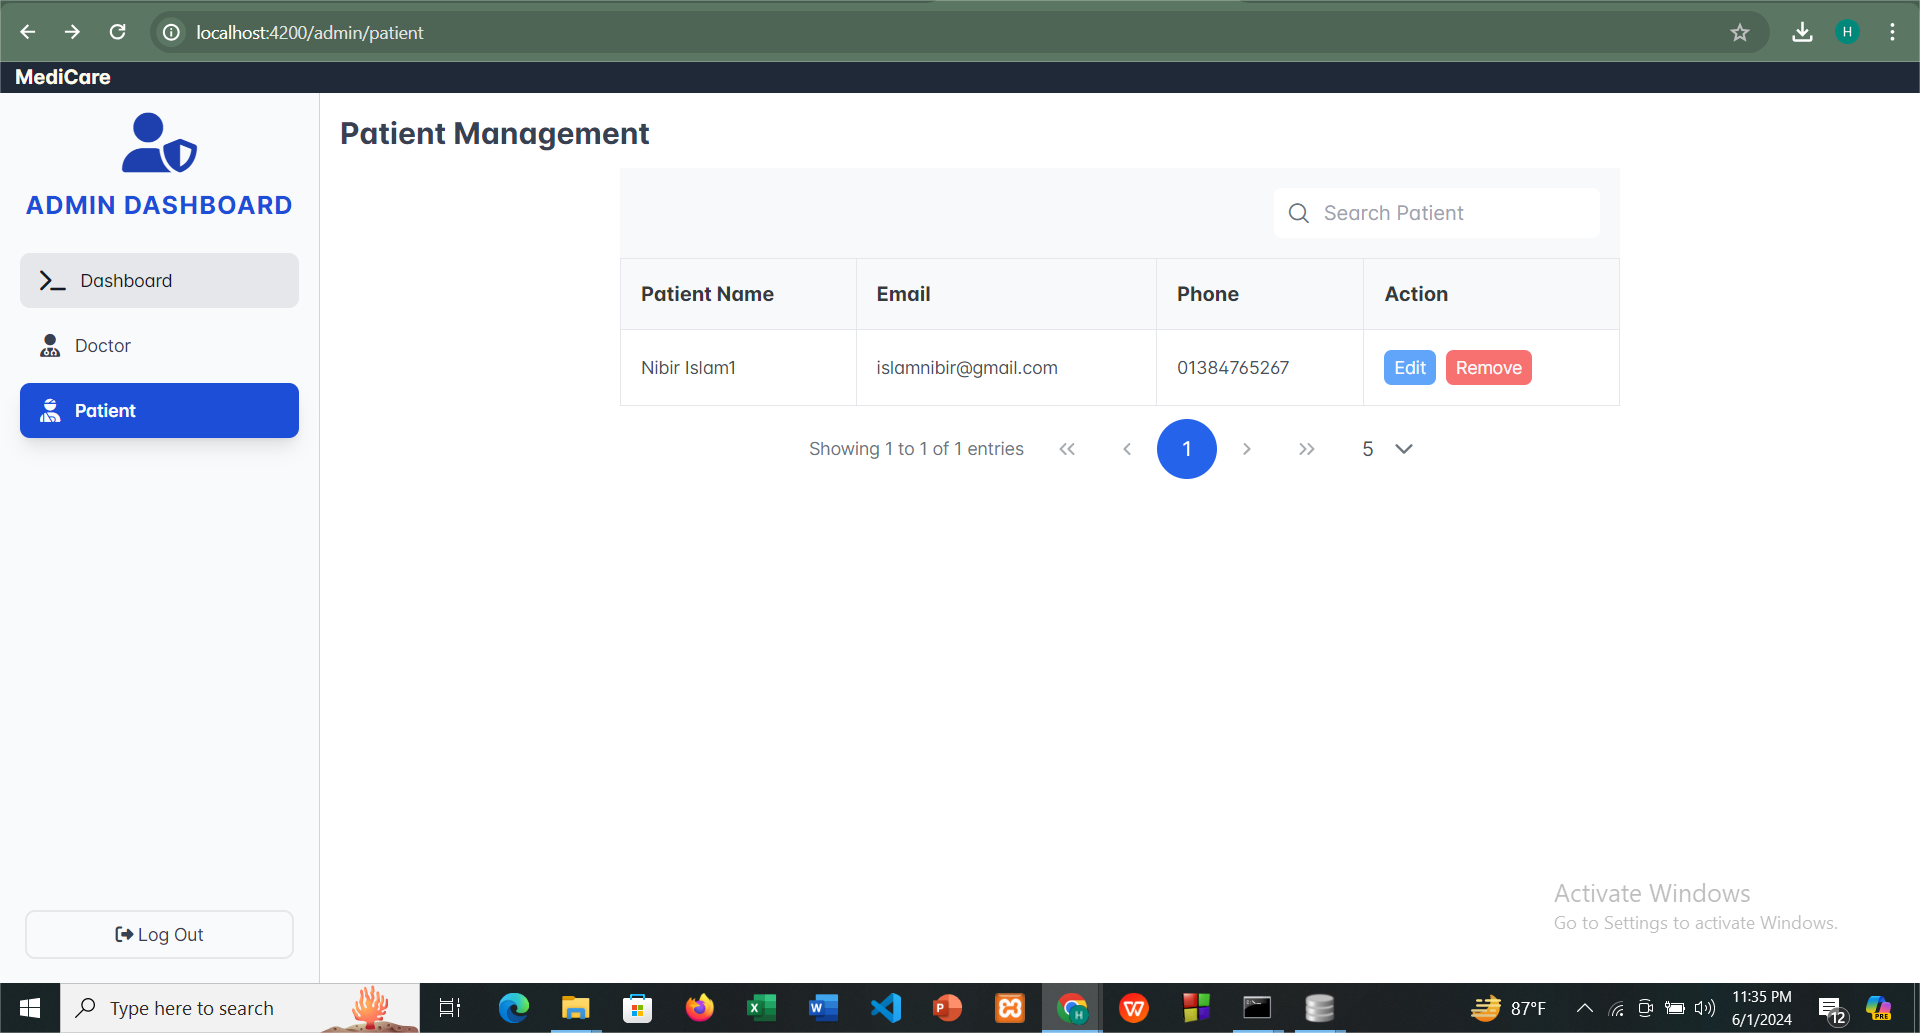 localhost:4200/admin/patient
H
MediCare
ADMIN DASHBOARD
Dashboard
Doctor
Patient
Log Out
Patient Management
Search Patient
Patient Name Email Phone Action
Nibir Islam1 islamnibir@gmail.com 01384765267 Edit Remove
Showing 1 to 1 of 1 entries « ‹ 1 › » 5
Activate Windows
Go to Settings to activate Windows.
Type here to search
87°F
11:35 PM
6/1/2024
12
PRE